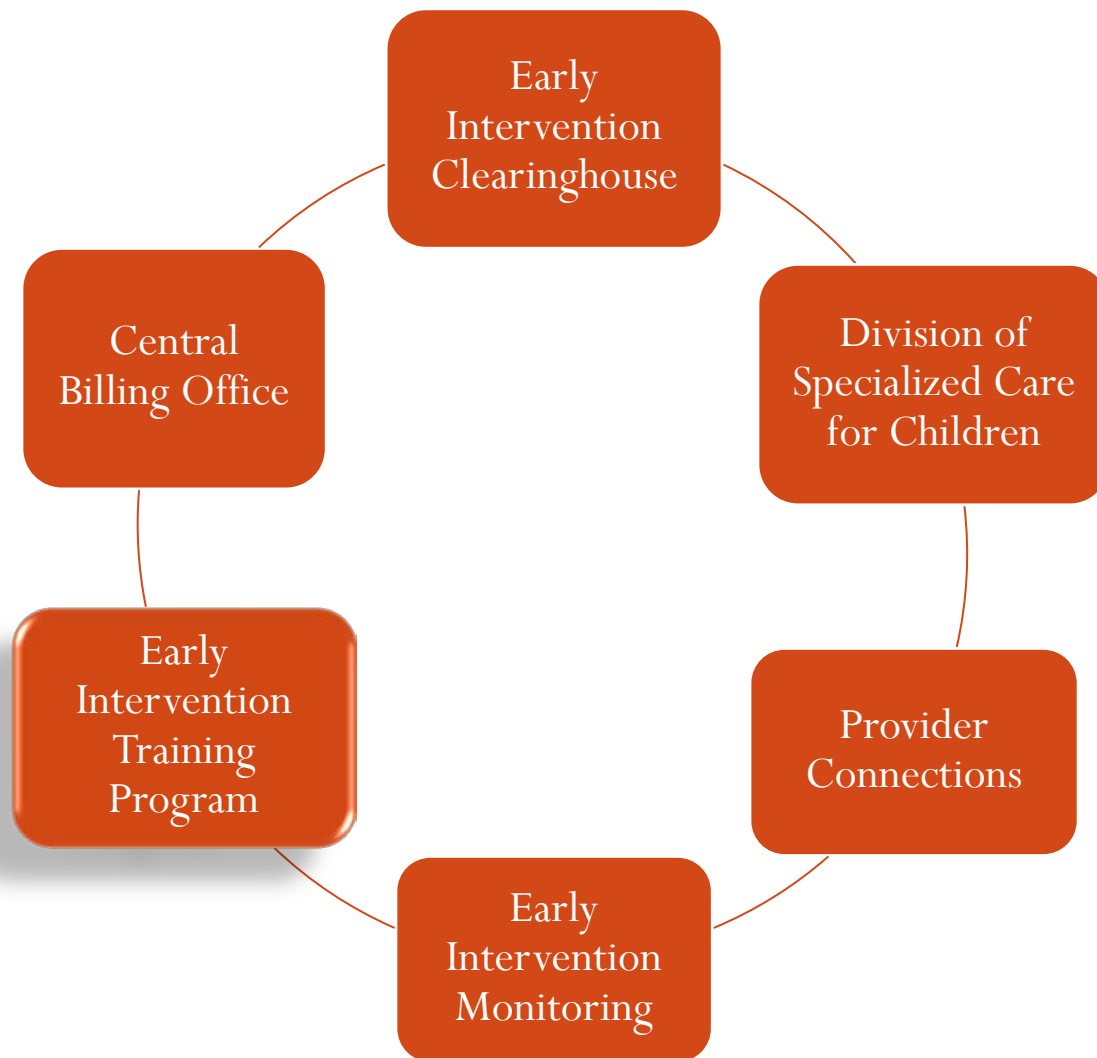 Early
Intervention
Clearinghouse
Division of
Specialized Care
for Children
Provider
Connections
Early
Intervention
Monitoring
Early
Intervention
Training
Program
Central
Billing Office